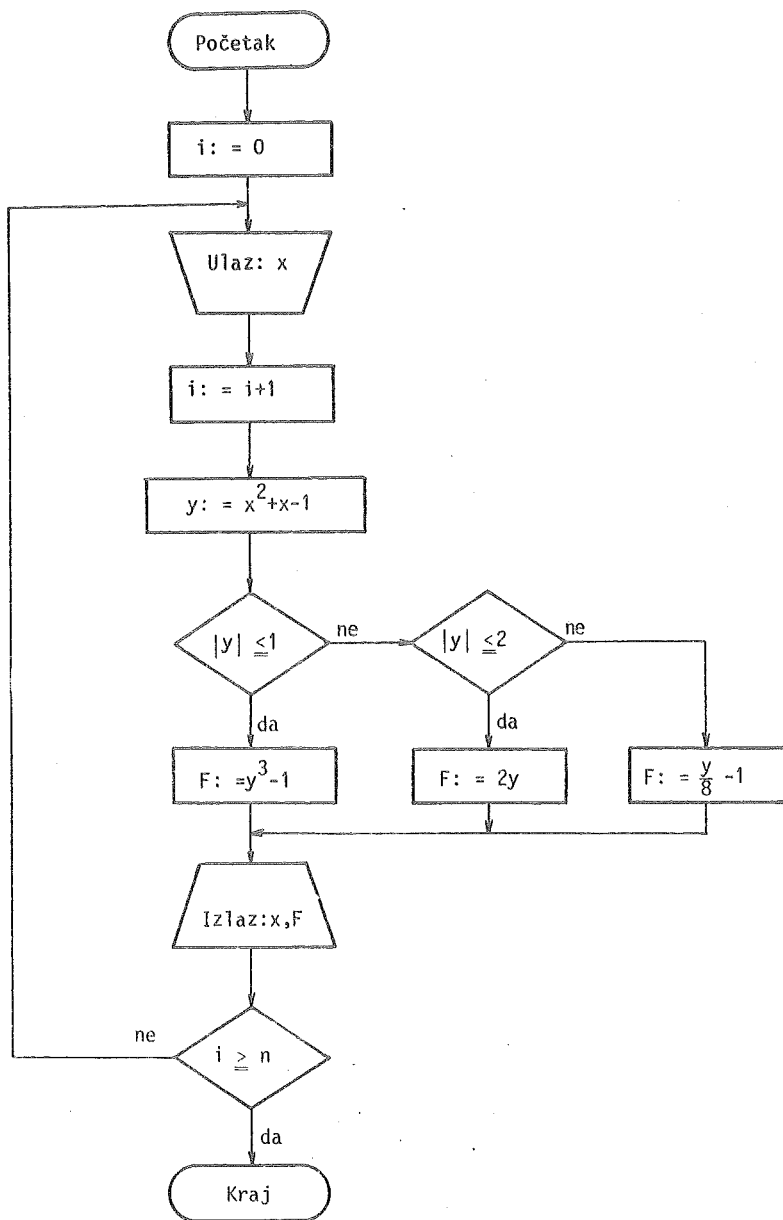 Početak
i: = 0
Ulaz: x
i: = i+1
y: = x²+x-1
|y| ≦1
ne
|y| ≦2
ne
da
da
F: =y³-1
F: = 2y
F: = y/8 -1
Izlaz:x,F
ne
i ≧ n
da
Kraj